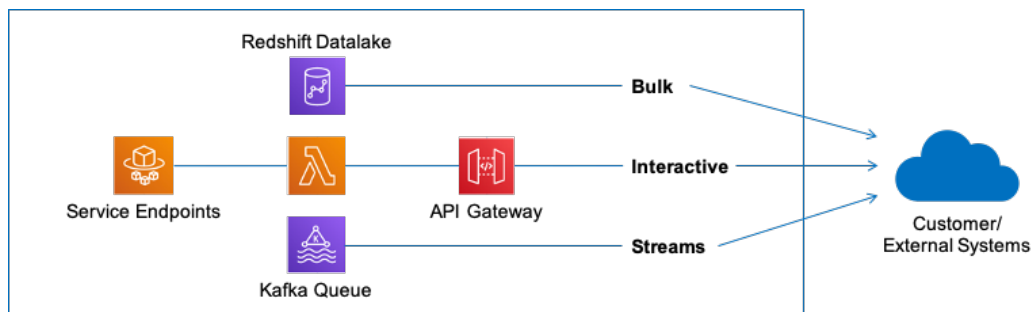 Redshift Datalake
Bulk
Service Endpoints
API Gateway
Interactive
Kafka Queue
Streams
Customer/
External Systems